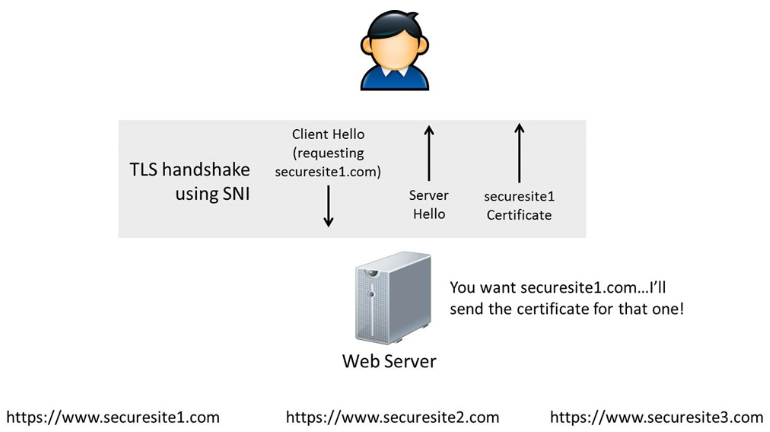 TLS handshake
using SNI
Client Hello
(requesting
securesite1.com)
Server
Hello
securesite1
Certificate
You want securesite1.com...I'll
send the certificate for that one!
Web Server
https://www.securesite1.com
https://www.securesite2.com
https://www.securesite3.com